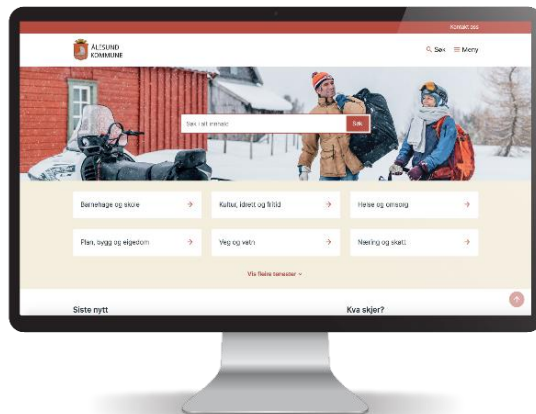 Kontakt oss
ÅLESUND
KOMMUNE
Søk
Meny
Søk i alt innhald
Søk
Barnehage og skole
Kultur, idrett og fritid
Helse og omsorg
Plan, bygg og eigedom
Veg og vatn
Næring og skatt
Vis fleire tenester
Siste nytt
Kva skjer?